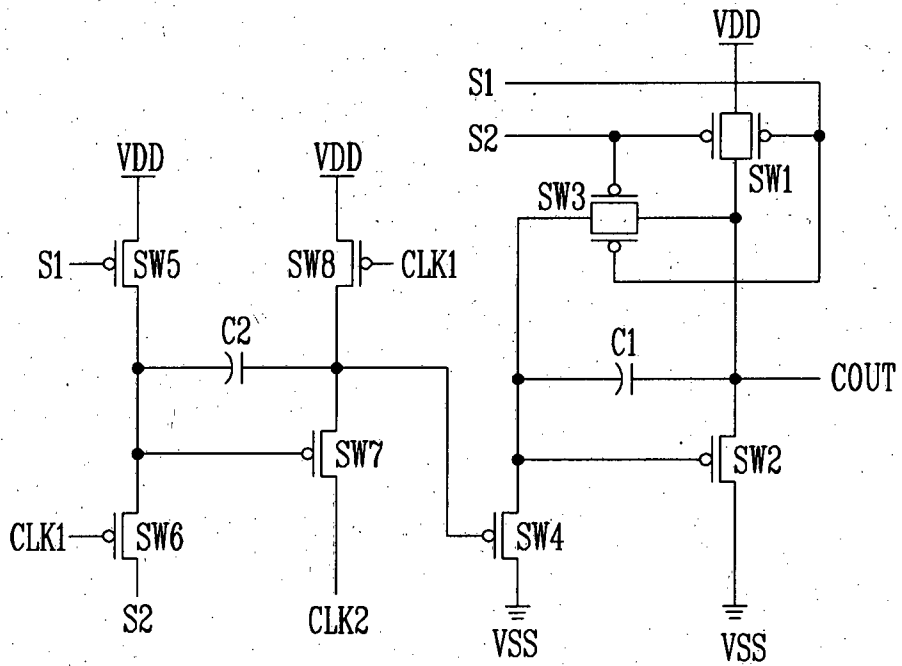 VDD
S1
S2
VDD
VDD
SW3
SW1
S1
SW5
SW8
CLK1
C2
C1
COUT
SW7
SW2
CLK1
SW6
SW4
S2
CLK2
VSS
VSS